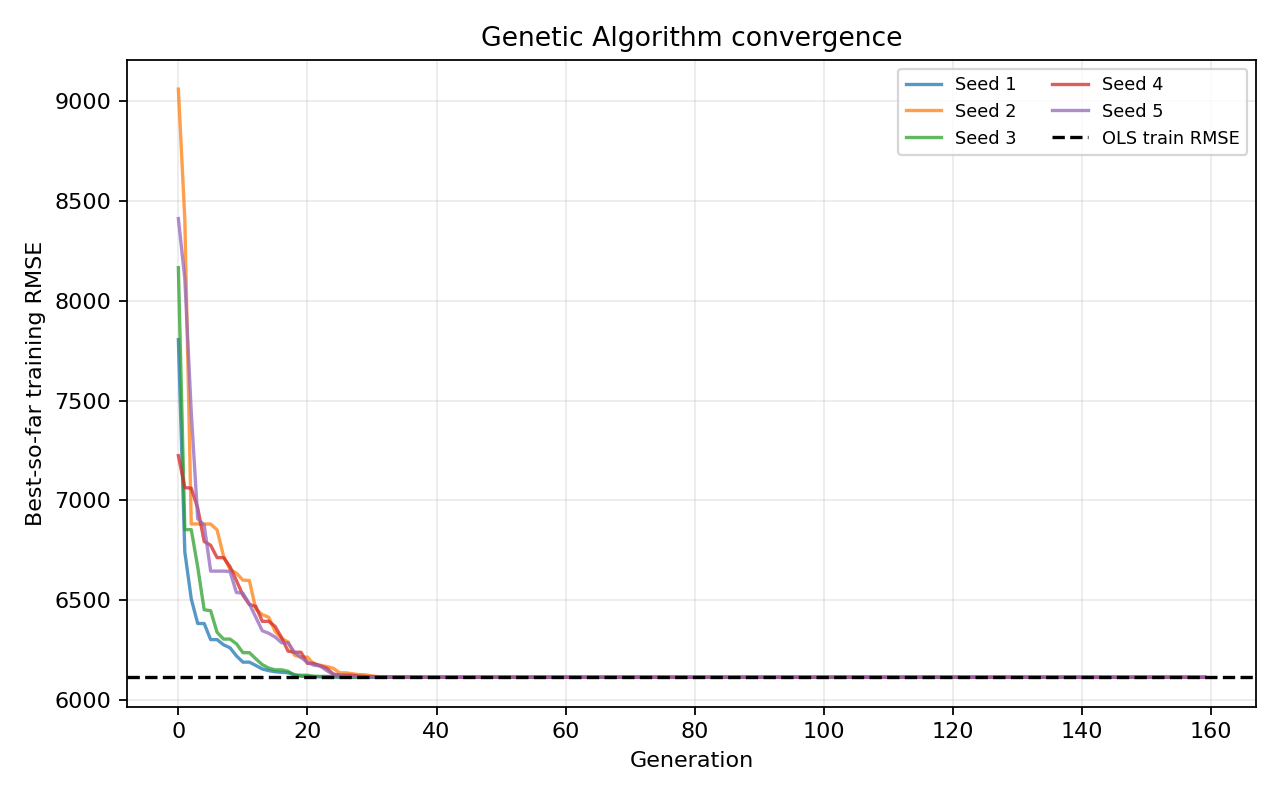 Genetic Algorithm convergence
Seed 1
Seed 2
Seed 3
Seed 4
Seed 5
OLS train RMSE
Best-so-far training RMSE
9000
8500
8000
7500
7000
6500
6000
0 20 40 60 80 100 120 140 160
Generation